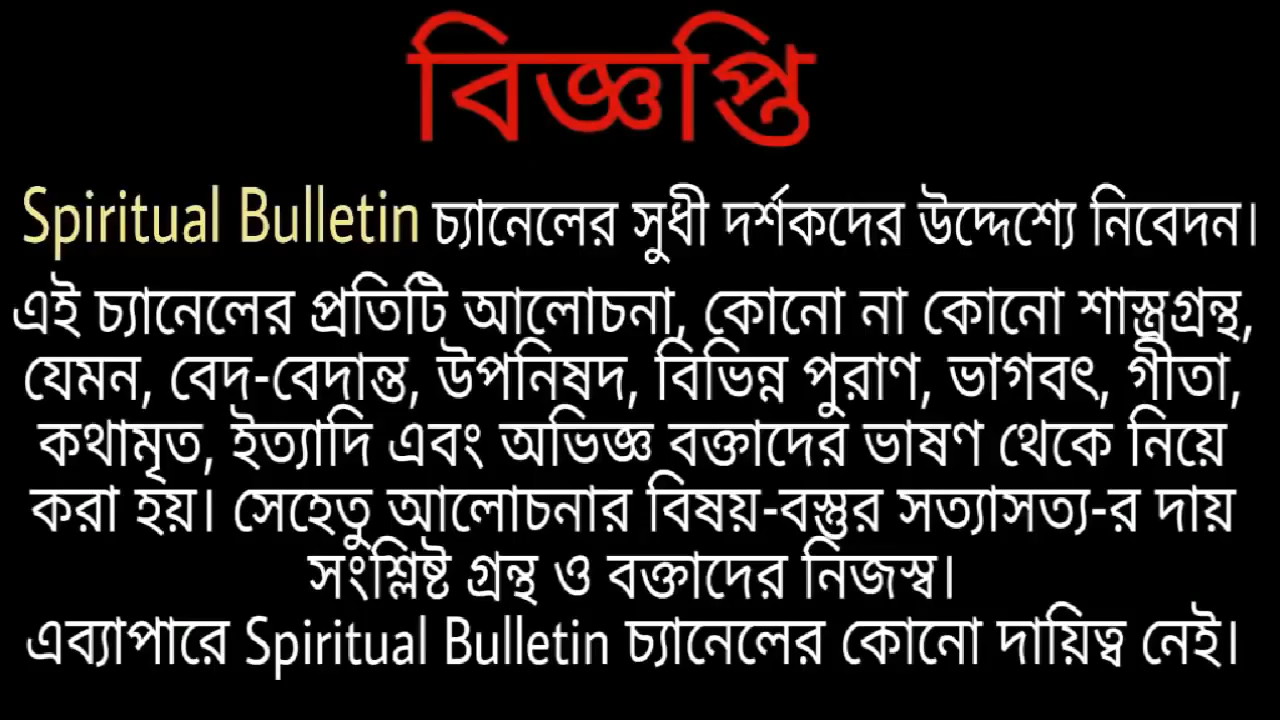 বিজ্ঞপ্তি
Spiritual Bulletin চ্যানেলের সুধী দর্শকদের উদ্দেশ্যে নিবেদন।
এই চ্যানেলের প্রতিটি আলোচনা, কোনো না কোনো শাস্ত্রগ্রন্থ,
যেমন, বেদ-বেদান্ত, উপনিষদ, বিভিন্ন পুরাণ, ভাগবৎ, গীতা,
কথামৃত, ইত্যাদি এবং অভিজ্ঞ বক্তাদের ভাষণ থেকে নিয়ে
করা হয়। সেহেতু আলোচনার বিষয়-বস্তুর সত্যাসত্য-র দায়
সংশ্লিষ্ট গ্রন্থ ও বক্তাদের নিজস্ব।
এব্যাপারে Spiritual Bulletin চ্যানেলের কোনো দায়িত্ব নেই।